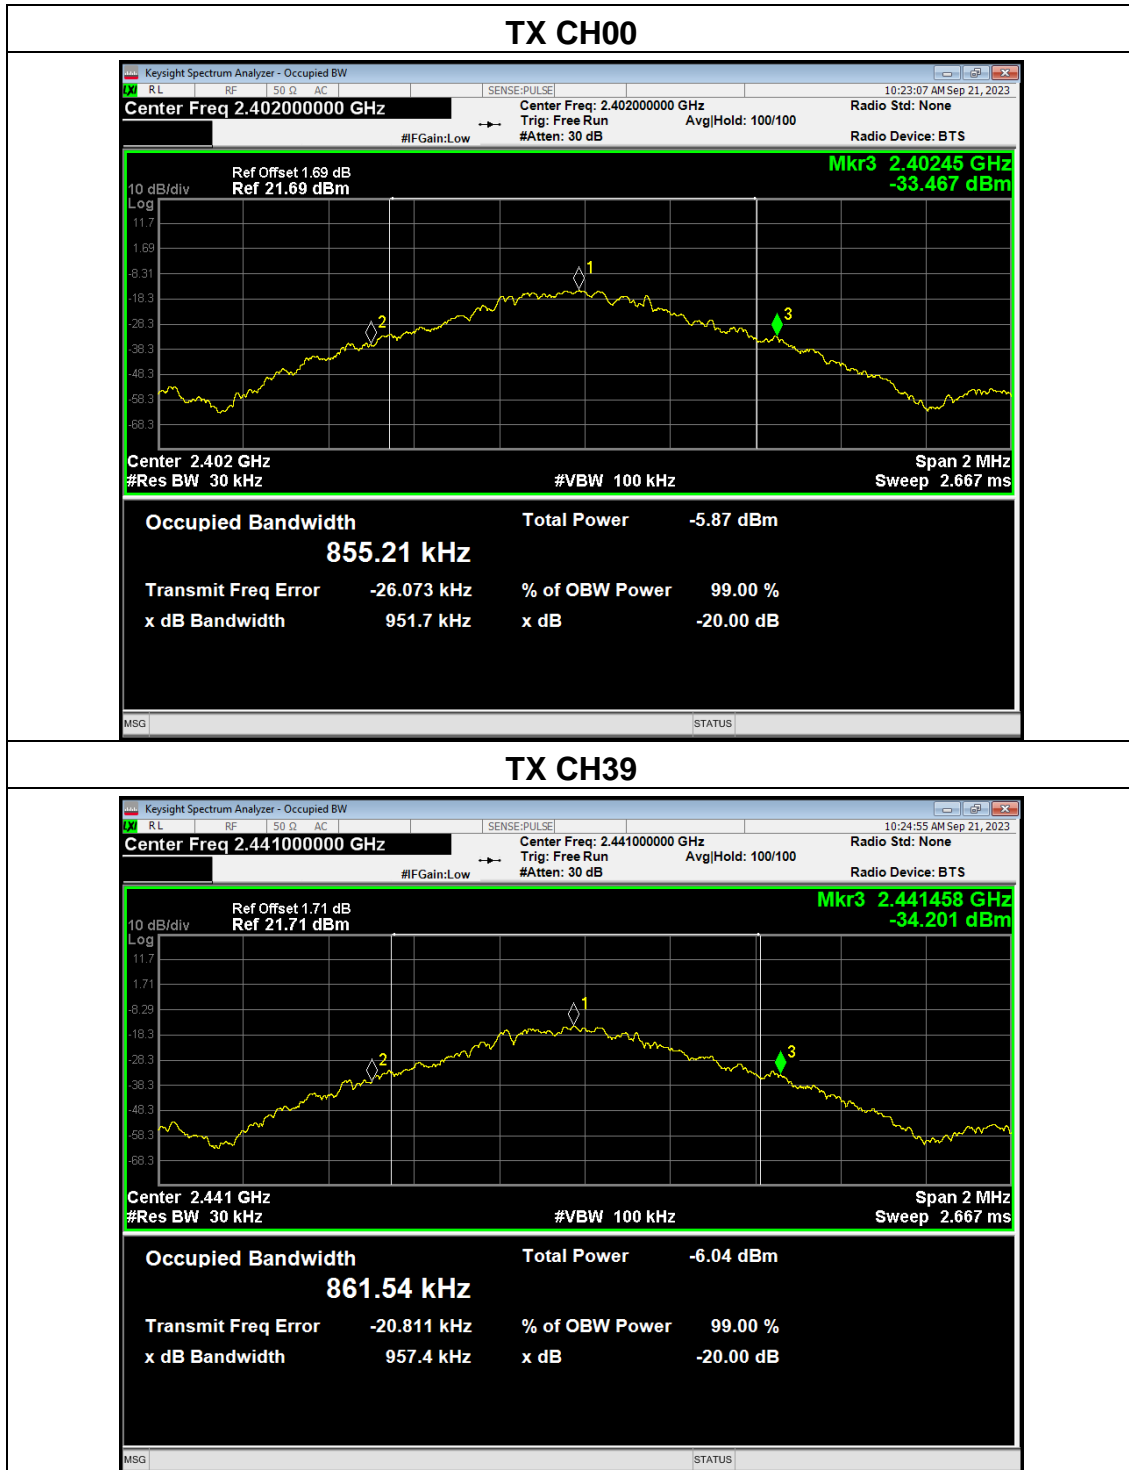 TX CH00
Keysight Spectrum Analyzer - Occupied BW
LXI RL RF 50 Ω AC SENSE:PULSE 10:23:07 AM Sep 21, 2023
Center Freq 2.402000000 GHz Center Freq: 2.402000000 GHz Radio Std: None
Trig: Free Run Avg|Hold: 100/100
#IFGain:Low #Atten: 30 dB Radio Device: BTS
Ref Offset 1.69 dB Mkr3 2.40245 GHz
10 dB/div Ref 21.69 dBm -33.467 dBm
Log
11.7
1.69
-8.31
-18.3
-28.3
-38.3
-48.3
-58.3
-68.3
1
2
3
Center 2.402 GHz Span 2 MHz
#Res BW 30 kHz #VBW 100 kHz Sweep 2.667 ms
Occupied Bandwidth Total Power -5.87 dBm
855.21 kHz
Transmit Freq Error -26.073 kHz % of OBW Power 99.00 %
x dB Bandwidth 951.7 kHz x dB -20.00 dB
MSG STATUS
TX CH39
Keysight Spectrum Analyzer - Occupied BW
LXI RL RF 50 Ω AC SENSE:PULSE 10:24:55 AM Sep 21, 2023
Center Freq 2.441000000 GHz Center Freq: 2.441000000 GHz Radio Std: None
Trig: Free Run Avg|Hold: 100/100
#IFGain:Low #Atten: 30 dB Radio Device: BTS
Ref Offset 1.71 dB Mkr3 2.441458 GHz
10 dB/div Ref 21.71 dBm -34.201 dBm
Log
11.7
1.71
-8.29
-18.3
-28.3
-38.3
-48.3
-58.3
-68.3
1
2
3
Center 2.441 GHz Span 2 MHz
#Res BW 30 kHz #VBW 100 kHz Sweep 2.667 ms
Occupied Bandwidth Total Power -6.04 dBm
861.54 kHz
Transmit Freq Error -20.811 kHz % of OBW Power 99.00 %
x dB Bandwidth 957.4 kHz x dB -20.00 dB
MSG STATUS